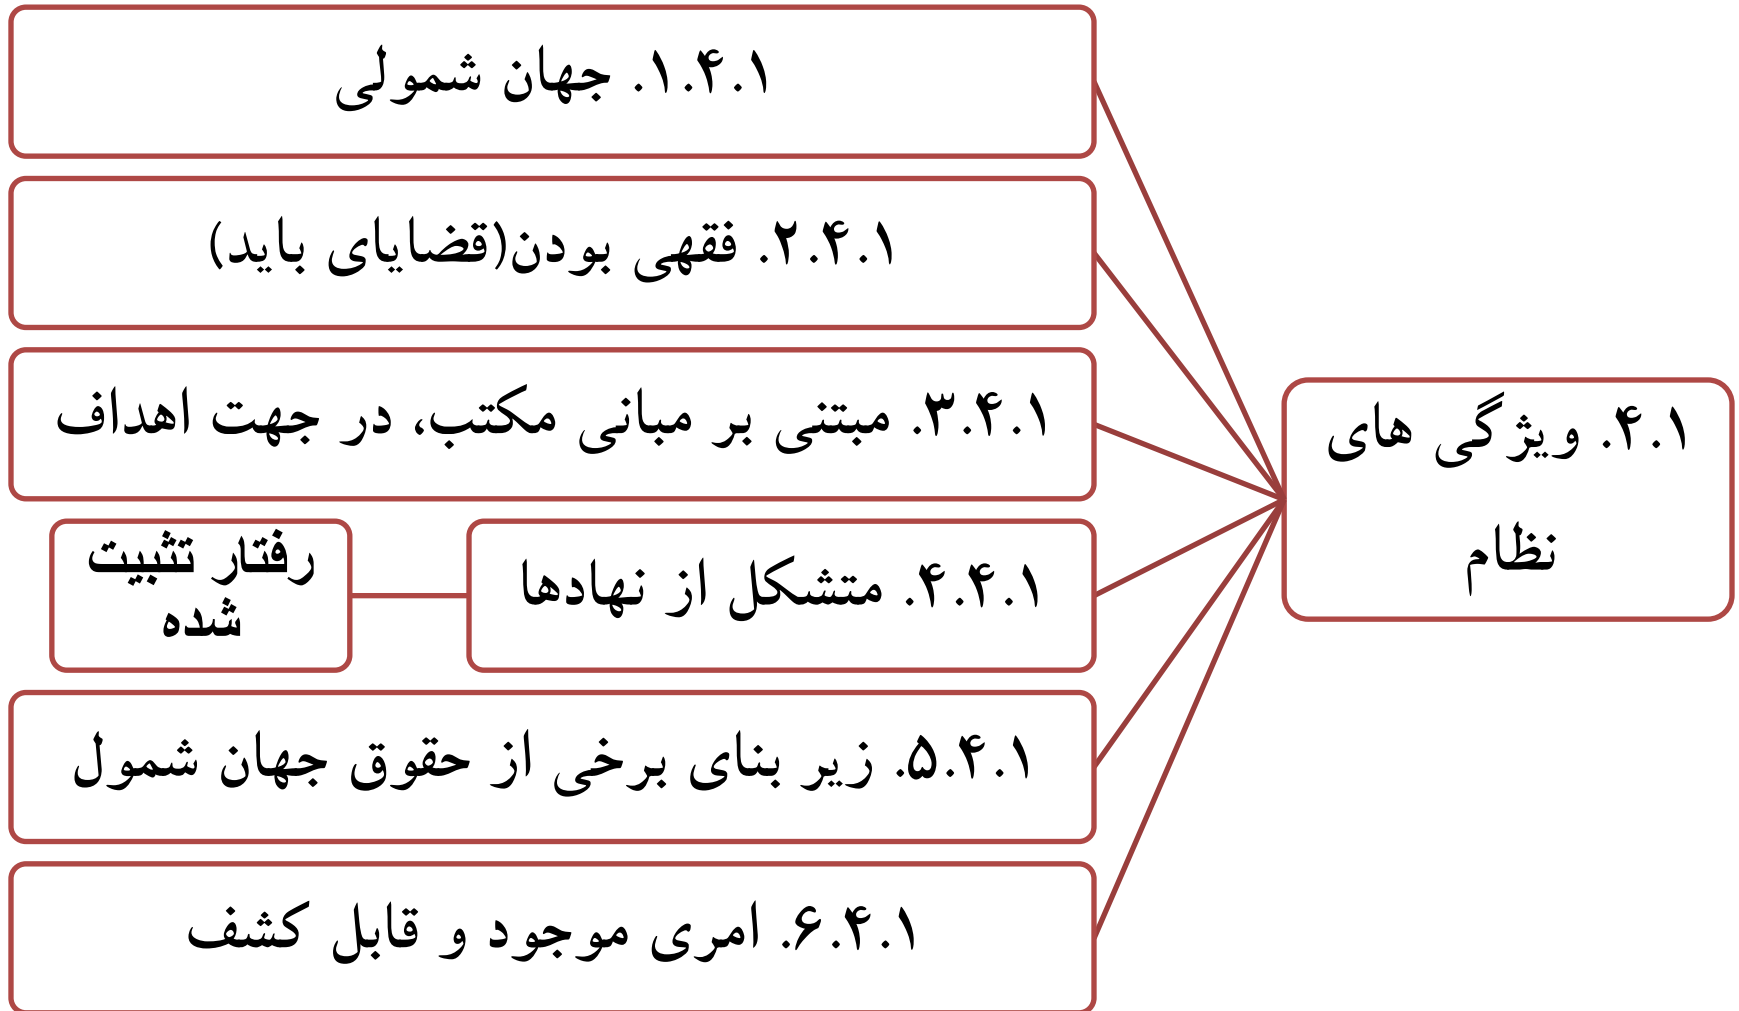 ۱.‏۴. ویژگی های
نظام
۱.‏۴.‏۱. جهان شمولی
۱.‏۴.‏۲. فقهی بودن(قضایای باید)
۱.‏۴.‏۳. مبتنی بر مبانی مکتب، در جهت اهداف
۱.‏۴.‏۴. متشکل از نهادها
رفتار تثبیت
شده
۱.‏۴.‏۵. زیر بنای برخی از حقوق جهان شمول
۱.‏۴.‏۶. امری موجود و قابل کشف